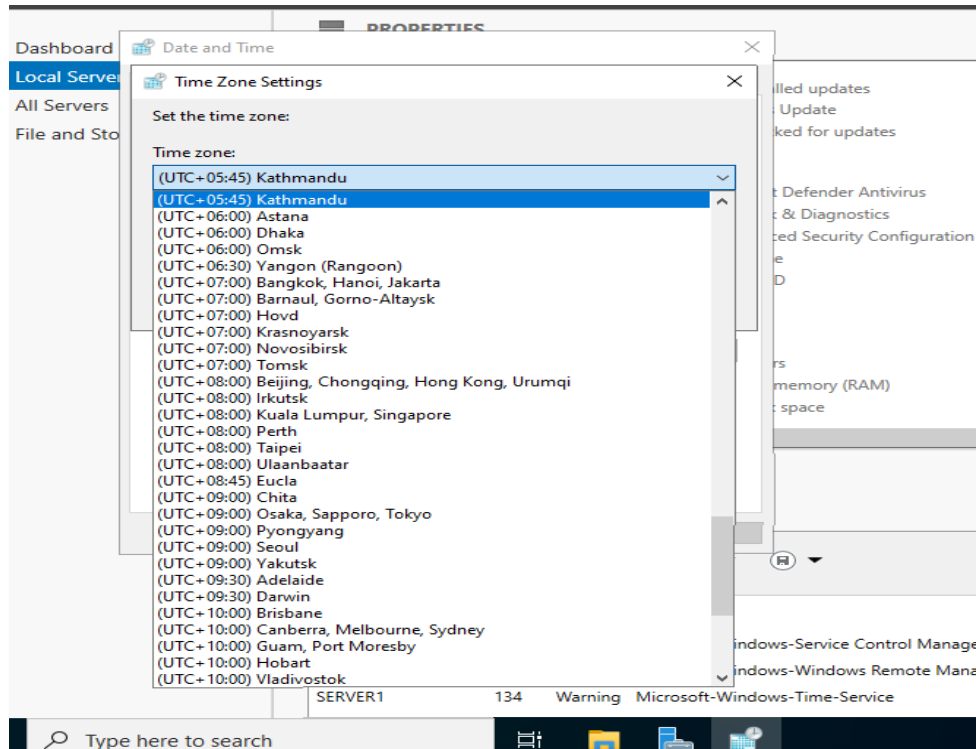 PROPERTIES
Dashboard
Local Server
All Servers
File and Sto
Date and Time
Time Zone Settings
Set the time zone:
Time zone:
(UTC+05:45) Kathmandu
(UTC+05:45) Kathmandu
(UTC+06:00) Astana
(UTC+06:00) Dhaka
(UTC+06:00) Omsk
(UTC+06:30) Yangon (Rangoon)
(UTC+07:00) Bangkok, Hanoi, Jakarta
(UTC+07:00) Barnaul, Gorno-Altaysk
(UTC+07:00) Hovd
(UTC+07:00) Krasnoyarsk
(UTC+07:00) Novosibirsk
(UTC+07:00) Tomsk
(UTC+08:00) Beijing, Chongqing, Hong Kong, Urumqi
(UTC+08:00) Irkutsk
(UTC+08:00) Kuala Lumpur, Singapore
(UTC+08:00) Perth
(UTC+08:00) Taipei
(UTC+08:00) Ulaanbaatar
(UTC+08:45) Eucla
(UTC+09:00) Chita
(UTC+09:00) Osaka, Sapporo, Tokyo
(UTC+09:00) Pyongyang
(UTC+09:00) Seoul
(UTC+09:00) Yakutsk
(UTC+09:30) Adelaide
(UTC+09:30) Darwin
(UTC+10:00) Brisbane
(UTC+10:00) Canberra, Melbourne, Sydney
(UTC+10:00) Guam, Port Moresby
(UTC+10:00) Hobart
(UTC+10:00) Vladivostok
lled updates
Update
ked for updates
t Defender Antivirus
& Diagnostics
ced Security Configuration
e
D
rs
memory (RAM)
space
indows-Service Control Manage
indows-Windows Remote Mana
SERVER1 134 Warning Microsoft-Windows-Time-Service
Type here to search